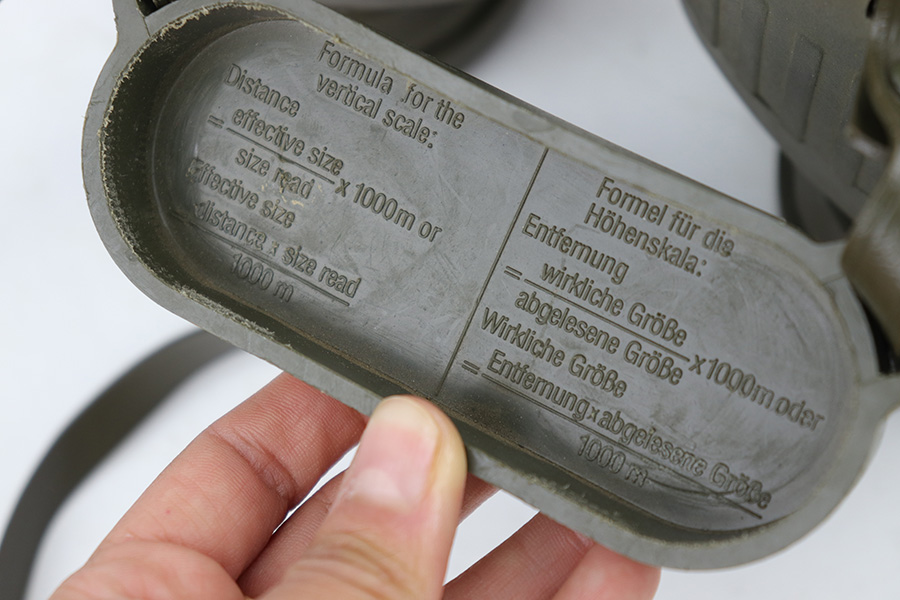 Formula for the
vertical scale:
Distance
= effective size
size read x 1000m or
Effective size
= distance x size read
1000 m
Formel für die
Höhenskala:
Entfernung
= wirkliche Größe
abgelesene Größe x 1000m oder
Wirkliche Größe
= Entfernung x abgelesene Größe
1000 m